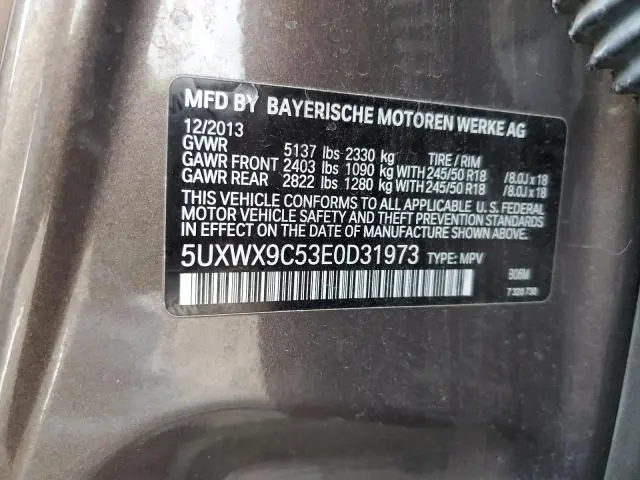 MFD BY BAYERISCHE MOTOREN WERKE AG
12/2013
GVWR 5137 lbs 2330 kg TIRE / RIM
GAWR FRONT 2403 lbs 1090 kg WITH 245/50 R18 / 8.0J x 18
GAWR REAR 2822 lbs 1280 kg WITH 245/50 R18 / 8.0J x 18
THIS VEHICLE CONFORMS TO ALL APPLICABLE U. S. FEDERAL
MOTOR VEHICLE SAFETY AND THEFT PREVENTION STANDARDS
IN EFFECT ON THE DATE OF MANUFACTURE SHOWN ABOVE.
5UXWX9C53E0D31973 TYPE: MPV
B06M
7 320 730